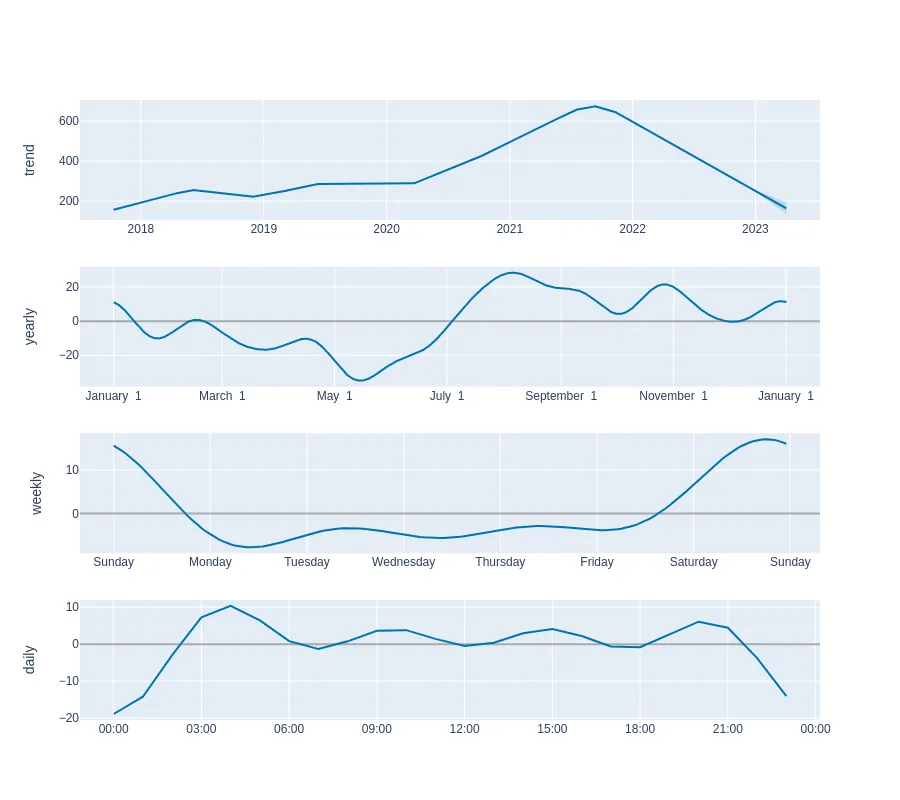 trend
600
400
200
2018 2019 2020 2021 2022 2023
yearly
20
0
−20
January 1 March 1 May 1 July 1 September 1 November 1 January 1
weekly
10
0
Sunday Monday Tuesday Wednesday Thursday Friday Saturday Sunday
daily
10
0
−10
−20
00:00 03:00 06:00 09:00 12:00 15:00 18:00 21:00 00:00